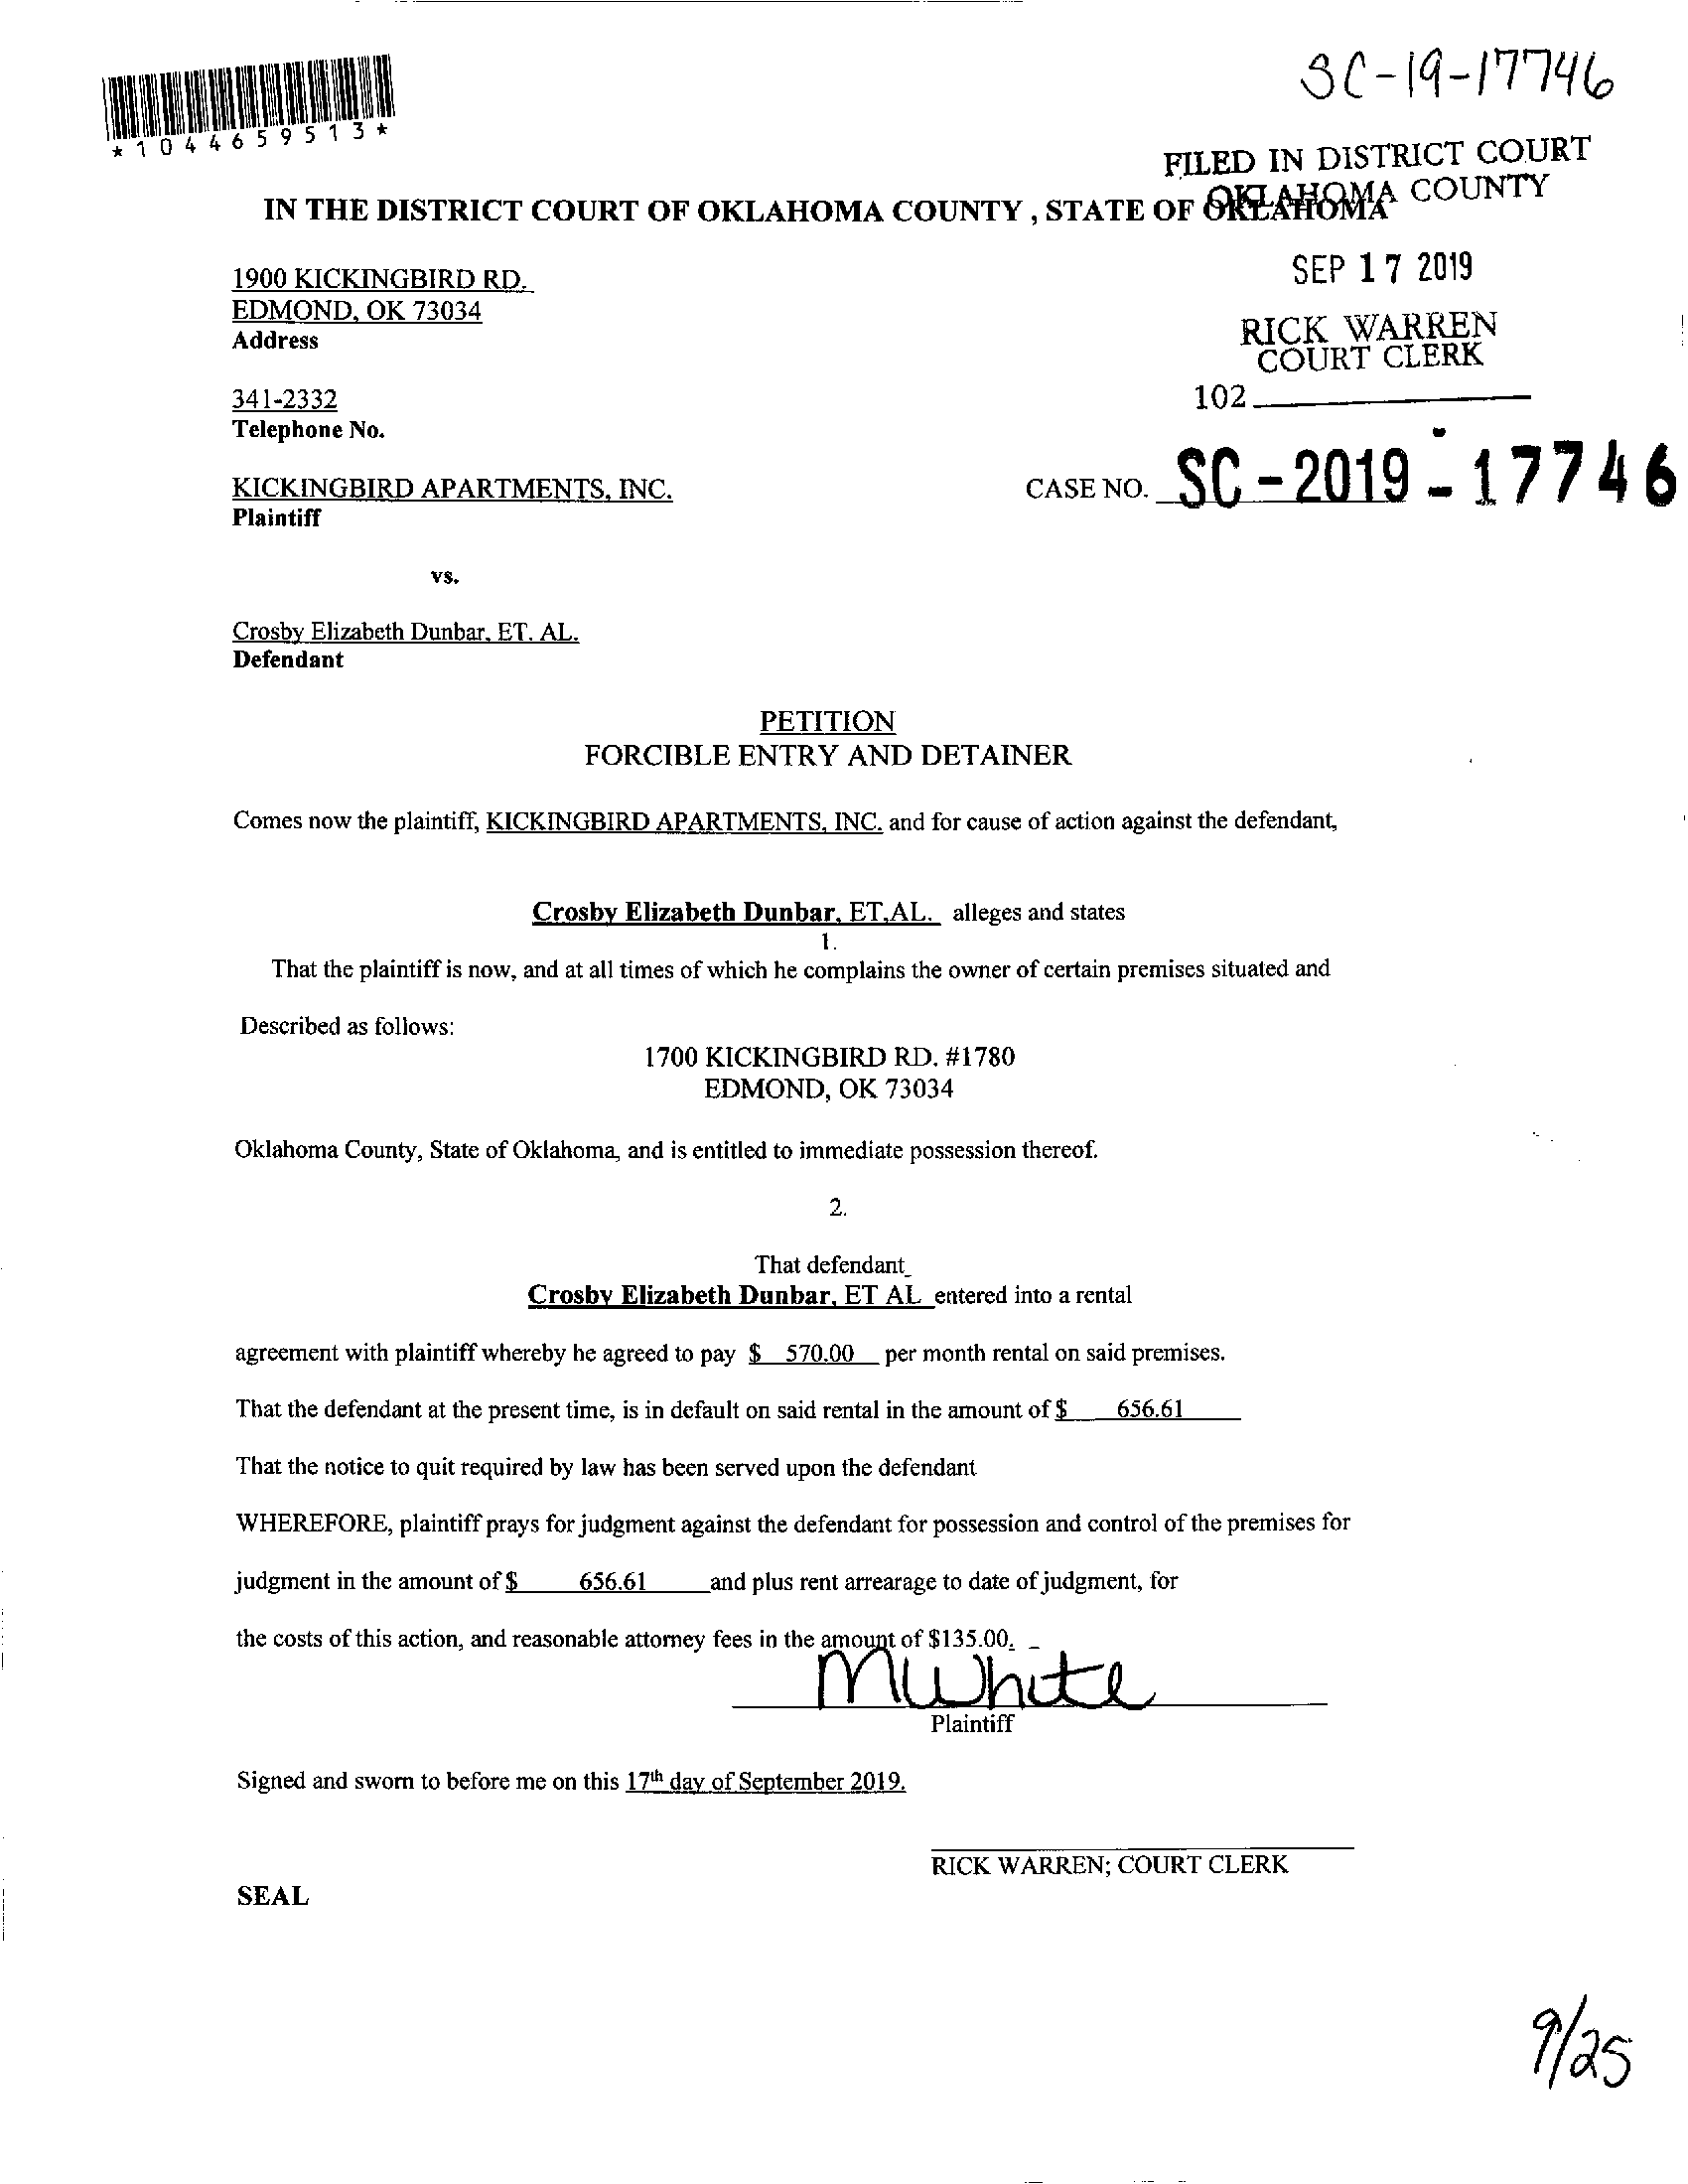 SC-19-17746
*1044659513*
FILED IN DISTRICT COURT
OKLAHOMA COUNTY
IN THE DISTRICT COURT OF OKLAHOMA COUNTY , STATE OF OKLAHOMA
1900 KICKINGBIRD RD.
SEP 17 2019
EDMOND, OK 73034
Address
RICK WARREN
COURT CLERK
341-2332
102
Telephone No.
KICKINGBIRD APARTMENTS, INC.
CASE NO. SC-2019-17746
Plaintiff
vs.
Crosby Elizabeth Dunbar, ET. AL.
Defendant
PETITION
FORCIBLE ENTRY AND DETAINER
Comes now the plaintiff, KICKINGBIRD APARTMENTS, INC. and for cause of action against the defendant,
Crosby Elizabeth Dunbar, ET,AL. alleges and states
1.
That the plaintiff is now, and at all times of which he complains the owner of certain premises situated and
Described as follows:
1700 KICKINGBIRD RD. #1780
EDMOND, OK 73034
Oklahoma County, State of Oklahoma, and is entitled to immediate possession thereof.
2.
That defendant_
Crosby Elizabeth Dunbar, ET AL entered into a rental
agreement with plaintiff whereby he agreed to pay $ 570.00 per month rental on said premises.
That the defendant at the present time, is in default on said rental in the amount of $ 656.61
That the notice to quit required by law has been served upon the defendant
WHEREFORE, plaintiff prays for judgment against the defendant for possession and control of the premises for
judgment in the amount of $ 656.61 and plus rent arrearage to date of judgment, for
the costs of this action, and reasonable attorney fees in the amount of $135.00.
MWhite
Plaintiff
Signed and sworn to before me on this 17th day of September 2019.
RICK WARREN; COURT CLERK
SEAL
9/25